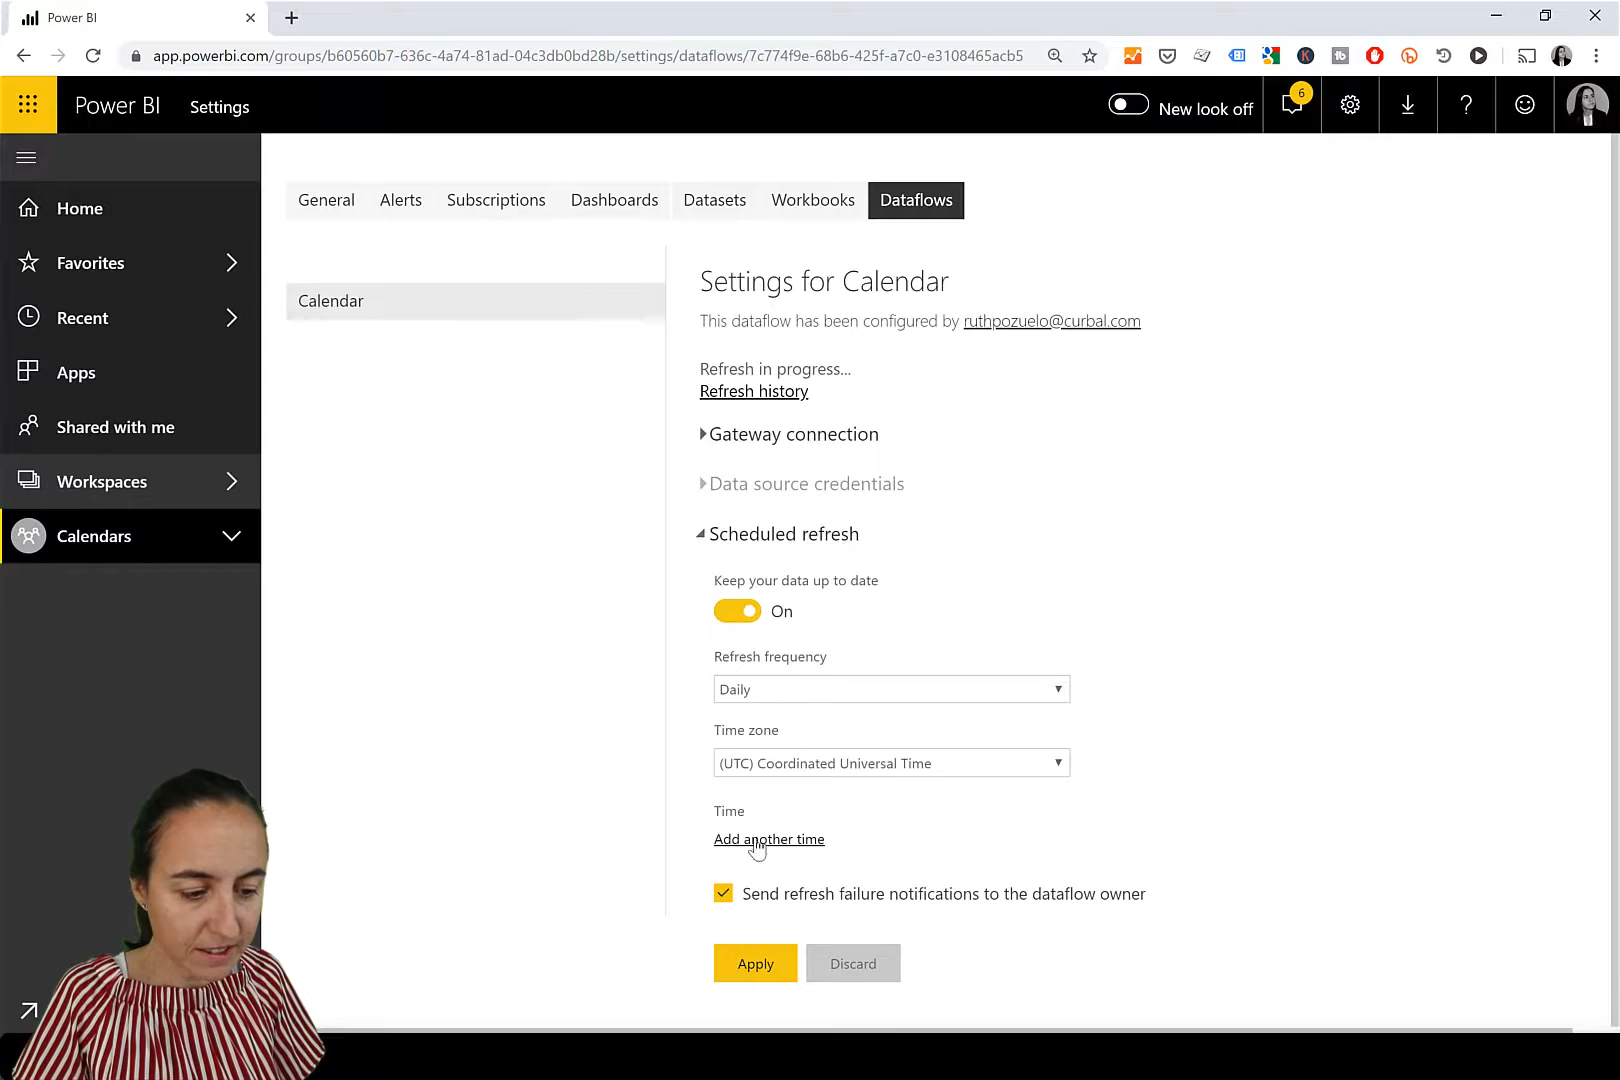 Power BI
app.powerbi.com/groups/b60560b7-636c-4a74-81ad-04c3db0bd28b/settings/dataflows/7c774f9e-68b6-425f-a7c0-e3108465acb5
Power BI Settings
New look off
6
Home
Favorites
Recent
Apps
Shared with me
Workspaces
Calendars
General Alerts Subscriptions Dashboards Datasets Workbooks Dataflows
Calendar
Settings for Calendar
This dataflow has been configured by ruthpozuelo@curbal.com
Refresh in progress...
Refresh history
Gateway connection
Data source credentials
Scheduled refresh
Keep your data up to date
On
Refresh frequency
Daily
Time zone
(UTC) Coordinated Universal Time
Time
Add another time
Send refresh failure notifications to the dataflow owner
Apply Discard